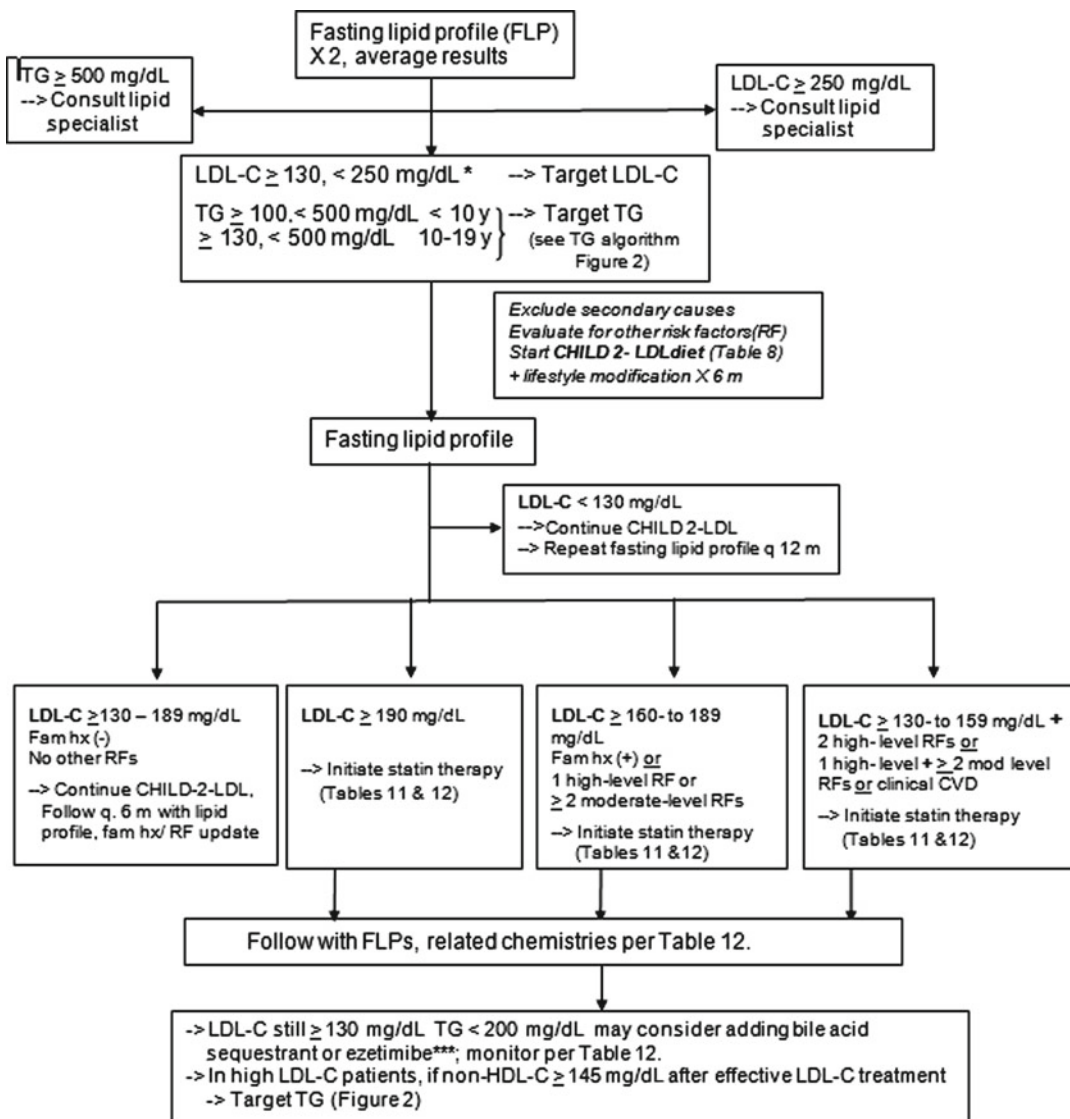 Fasting lipid profile (FLP)
X 2, average results
TG ≥ 500 mg/dL
--> Consult lipid
specialist
LDL-C ≥ 250 mg/dL
--> Consult lipid
specialist
LDL-C ≥ 130, < 250 mg/dL * --> Target LDL-C
TG ≥ 100, < 500 mg/dL < 10 y --> Target TG
≥ 130, < 500 mg/dL 10-19 y (see TG algorithm
Figure 2)
Exclude secondary causes
Evaluate for other risk factors(RF)
Start CHILD 2- LDLdiet (Table 8)
+ lifestyle modification X 6 m
Fasting lipid profile
LDL-C < 130 mg/dL
-->Continue CHILD 2-LDL
--> Repeat fasting lipid profile q 12 m
LDL-C ≥130 – 189 mg/dL
Fam hx (-)
No other RFs
--> Continue CHILD-2-LDL,
Follow q. 6 m with lipid
profile, fam hx/ RF update
LDL-C ≥ 190 mg/dL
--> Initiate statin therapy
(Tables 11 & 12)
LDL-C ≥ 160- to 189
mg/dL
Fam hx (+) or
1 high-level RF or
≥ 2 moderate-level RFs
--> Initiate statin therapy
(Tables 11 &12)
LDL-C ≥ 130- to 159 mg/dL +
2 high- level RFs or
1 high-level + ≥ 2 mod level
RFs or clinical CVD
--> Initiate statin therapy
(Tables 11 & 12)
Follow with FLPs, related chemistries per Table 12.
->LDL-C still ≥ 130 mg/dL TG < 200 mg/dL may consider adding bile acid
sequestrant or ezetimibe***; monitor per Table 12.
->In high LDL-C patients, if non-HDL-C ≥ 145 mg/dL after effective LDL-C treatment
-> Target TG (Figure 2)